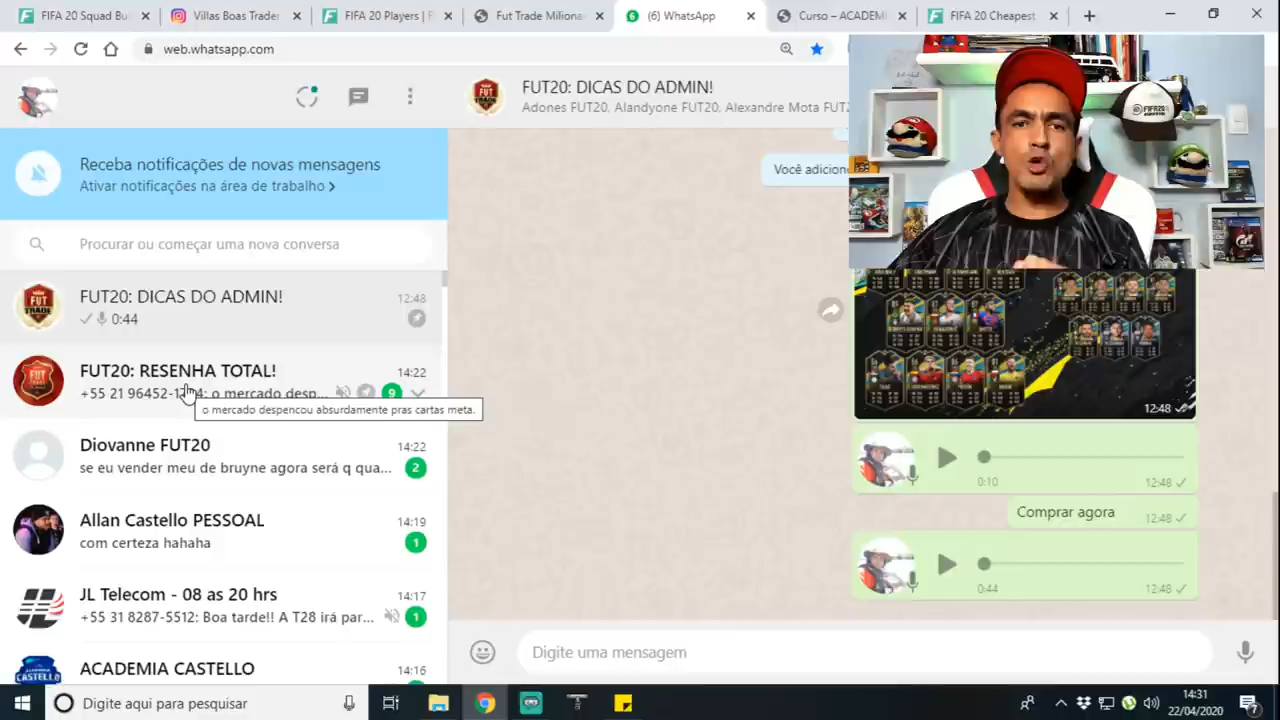 FIFA 20 Squad Bu
Villas Boas Trader
FIFA 20 Players | F
Fut Trade Miliona
(6) WhatsApp
Curso – ACADEMI
FIFA 20 Cheapest
web.whatsapp.com
FUT20: DICAS DO ADMIN!
Adones FUT20, Alandyone FUT20, Alexandre Mota FUT2
Receba notificações de novas mensagens
Ativar notificações na área de trabalho
Procurar ou começar uma nova conversa
Você adicion
FUT20: DICAS DO ADMIN!
12:48
0:44
FUT20: RESENHA TOTAL!
14:22
: o mercado desp...
9
o mercado despencou absurdamente pras cartas meta.
Diovanne FUT20
14:22
se eu vender meu de bruyne agora será q qua...
2
Allan Castello PESSOAL
14:19
com certeza hahaha
1
JL Telecom - 08 as 20 hrs
14:17
+55 31 8287-5512: Boa tarde!! A T28 irá par...
1
ACADEMIA CASTELLO
14:16
12:48
0:10
12:48
Comprar agora
12:48
0:44
12:48
Digite uma mensagem
FUT
TRADE
FIFA20
Digite aqui para pesquisar
14:31
22/04/2020
7